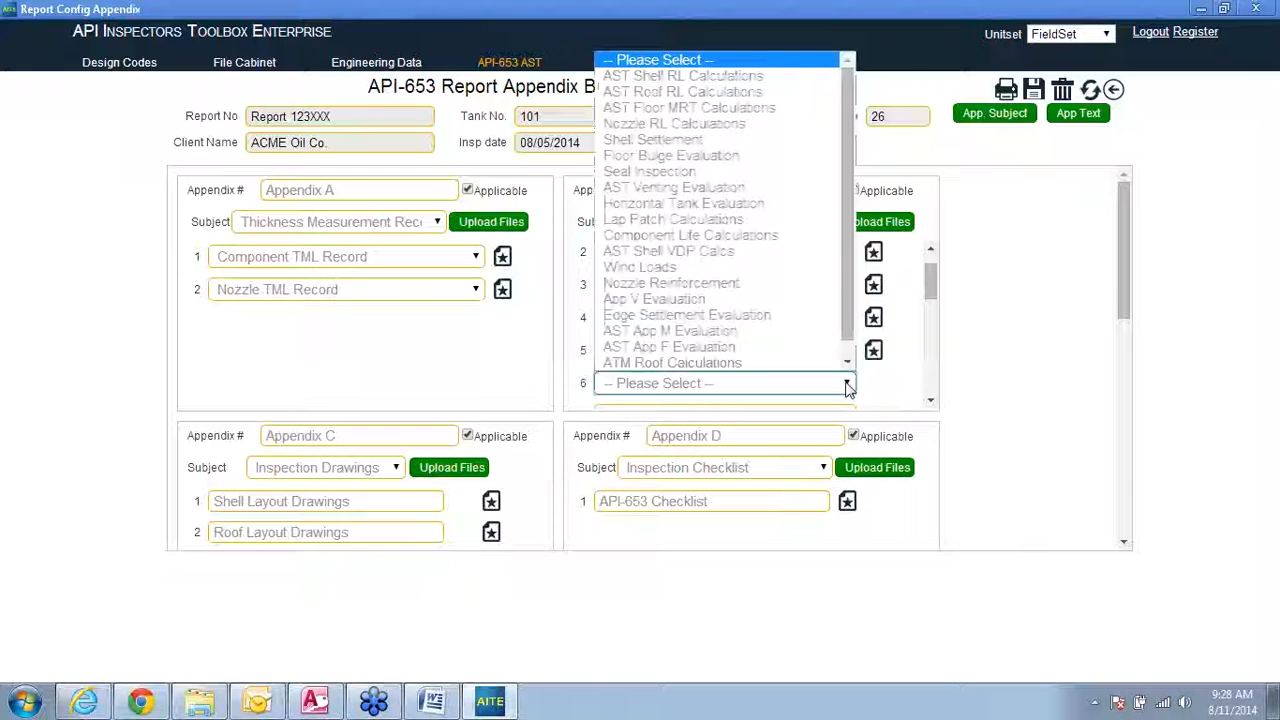 Report Config Appendix
API INSPECTORS TOOLBOX ENTERPRISE
Unitset FieldSet Logout Register
Design Codes File Cabinet Engineering Data API-653 AST
API-653 Report Appendix B
Report No Report 123XXX Tank No. 101 26 App. Subject App Text
Client Name ACME Oil Co. Insp date 08/05/2014
-- Please Select --
AST Shell RL Calculations
AST Roof RL Calculations
AST Floor MRT Calculations
Nozzle RL Calculations
Shell Settlement
Floor Bulge Evaluation
Seal Inspection
AST Venting Evaluation
Horizontal Tank Evaluation
Lap Patch Calculations
Component Life Calculations
AST Shell VDP Calcs
Wind Loads
Nozzle Reinforcement
App V Evaluation
Edge Settlement Evaluation
AST App M Evaluation
AST App F Evaluation
ATM Roof Calculations
Appendix # Appendix A Applicable
Subject Thickness Measurement Rec Upload Files
1 Component TML Record
2 Nozzle TML Record
App Applicable
Sub Upload Files
2
3
4
5
6 -- Please Select --
Appendix # Appendix C Applicable
Subject Inspection Drawings Upload Files
1 Shell Layout Drawings
2 Roof Layout Drawings
Appendix # Appendix D Applicable
Subject Inspection Checklist Upload Files
1 API-653 Checklist
AITE
9:28 AM
8/11/2014